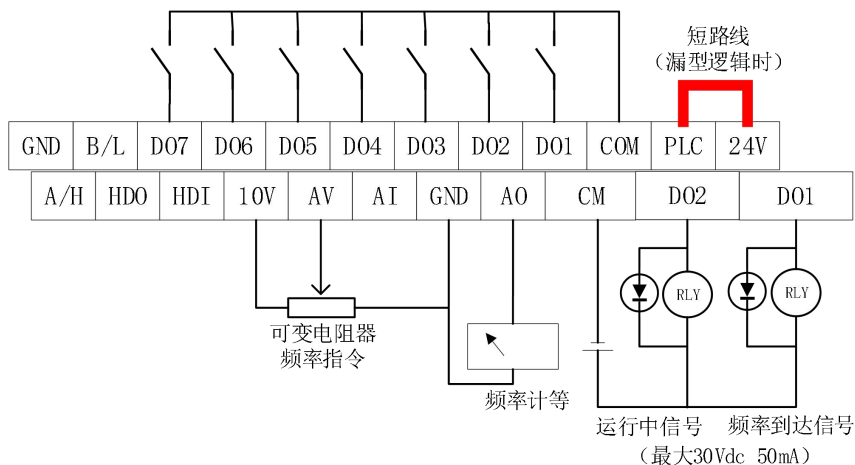 短路线
（漏型逻辑时）
GND B/L DO7 DO6 DO5 DO4 DO3 DO2 DO1 COM PLC 24V
A/H HDO HDI 10V AV AI GND AO CM DO2 DO1
RLY RLY
可变电阻器
频率指令
频率计等
运行中信号 频率到达信号
（最大30Vdc 50mA）